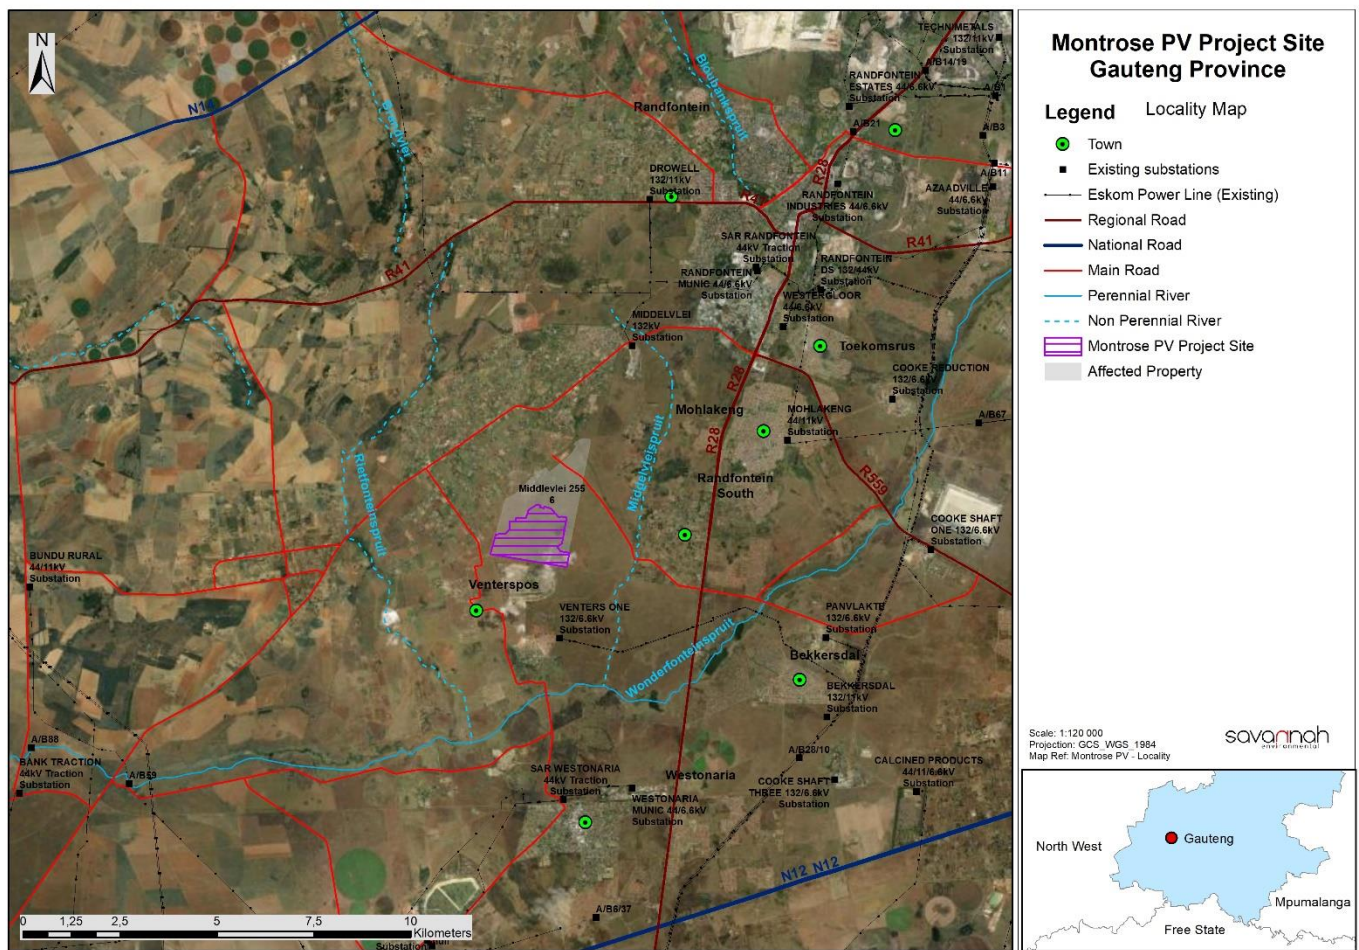 N
N14
Brandvlei
Bloubankspruit
Randfontein
TECHNIMETALS
132/11kV
Substation
A/B14/19
RANDFONTEIN
ESTATES 44/6.6kV
Substation
A/B1
A/B21
A/B3
A/B11
R28
DROWELL
132/11kV
Substation
AZAADVILLE
44/6.6kV
Substation
RANDFONTEIN
INDUSTRIES 44/6.6kV
Substation
R41
R41
SAR RANDFONTEIN
44kV Traction
Substation
RANDFONTEIN
DS 132/44kV
Substation
RANDFONTEIN
MUNIC 44/6.6kV
Substation
R41
WESTERGLOOR
44/6.6kV
Substation
MIDDELVLEI
132kV
Substation
Toekomsrus
COOKE REDUCTION
132/6.6kV
Substation
R28
Mohlakeng
MOHLAKENG
44/11kV
Substation
A/B67
R28
Middelvleispruit
Rietfonteinspruit
Randfontein
South
R559
Middlevlei 255
6
COOKE SHAFT
ONE 132/6.6kV
Substation
BUNDU RURAL
44/11kV
Substation
Venterspos
VENTERS ONE
132/6.6kV
Substation
PANVLAKTE
132/6.6kV
Substation
Wonderfonteinspruit
Bekkersdal
BEKKERSDAL
132/11kV
Substation
A/B88
BANK TRACTION
44kV Traction
Substation
A/B59
A/B28/10
SAR WESTONARIA
44kV Traction
Substation
Westonaria
WESTONARIA
MUNIC 44/6.6kV
Substation
COOKE SHAFT
THREE 132/6.6kV
Substation
CALCINED PRODUCTS
44/11/6.6kV
Substation
N12 N12
A/B6/37
0 1,25 2,5 5 7,5 10
Kilometers
Substation
Montrose PV Project Site
Gauteng Province
Legend Locality Map
Town
Existing substations
Eskom Power Line (Existing)
Regional Road
National Road
Main Road
Perennial River
Non Perennial River
Montrose PV Project Site
Affected Property
Scale: 1:120 000
Projection: GCS_WGS_1984
Map Ref: Montrose PV - Locality
savannah
environmental
North West
Gauteng
Mpumalanga
Free State